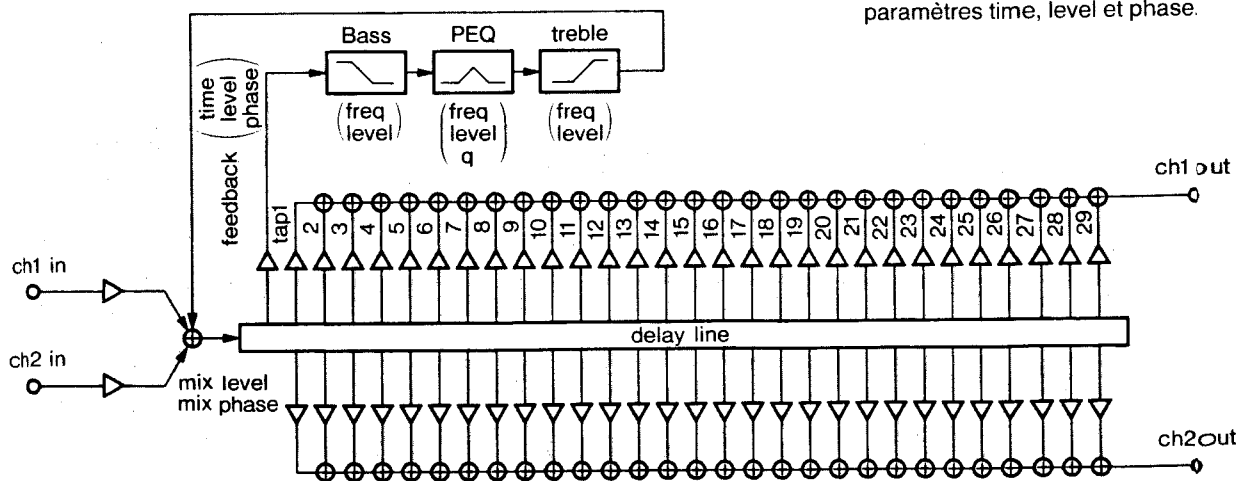 paramètres time, level et phase.
Bass
PEQ
treble
(time
level
phase)
(freq
level)
(freq
level
q)
(freq
level)
feedback
tap1
2
3
4
5
6
7
8
9
10
11
12
13
14
15
16
17
18
19
20
21
22
23
24
25
26
27
28
29
ch1 out
ch1 in
delay line
ch2 in
mix level
mix phase
ch2out